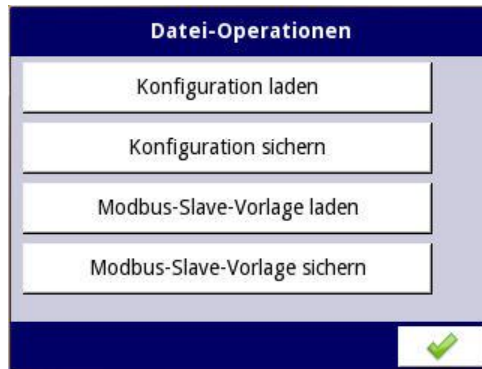 Datei-Operationen
Konfiguration laden
Konfiguration sichern
Modbus-Slave-Vorlage laden
Modbus-Slave-Vorlage sichern